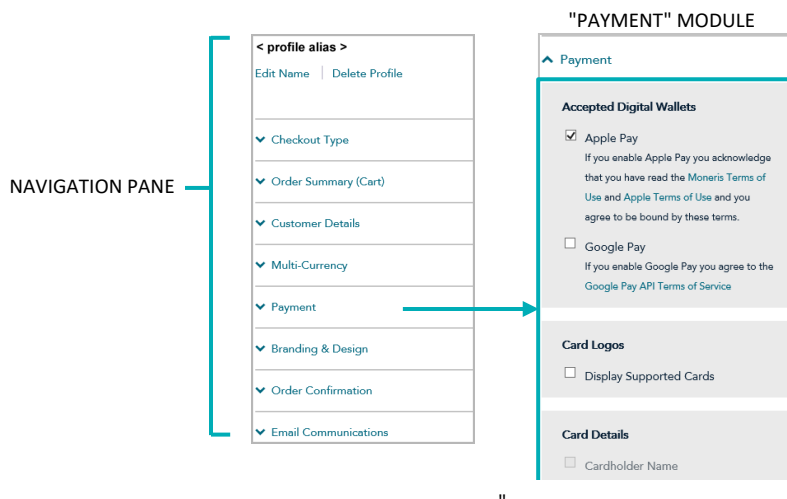 "PAYMENT" MODULE
< profile alias >
Edit Name | Delete Profile
Checkout Type
Order Summary (Cart)
Customer Details
Multi-Currency
Payment
Branding & Design
Order Confirmation
Email Communications
NAVIGATION PANE
Payment
Accepted Digital Wallets
Apple Pay
If you enable Apple Pay you acknowledge
that you have read the Moneris Terms of
Use and Apple Terms of Use and you
agree to be bound by these terms.
Google Pay
If you enable Google Pay you agree to the
Google Pay API Terms of Service
Card Logos
Display Supported Cards
Card Details
Cardholder Name
"